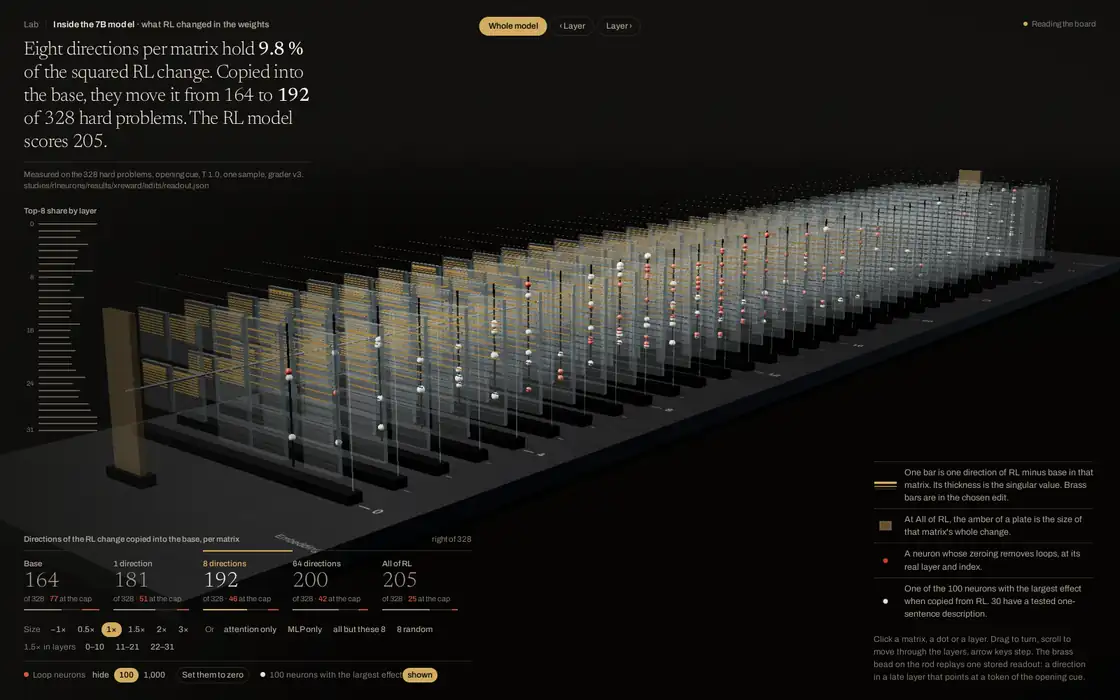 Lab | Inside the 7B model · what RL changed in the weights
Whole model ‹ Layer Layer ›
Reading the board
Eight directions per matrix hold 9.8 %
of the squared RL change. Copied into
the base, they move it from 164 to 192
of 328 hard problems. The RL model
scores 205.
Measured on the 328 hard problems, opening cue, T 1.0, one sample, grader v3.
studies/rlneurons/results/xreward/edits/readout.json
Top-8 share by layer
0
8
16
24
31
0
Embedding
One bar is one direction of RL minus base in that
matrix. Its thickness is the singular value. Brass
bars are in the chosen edit.
At All of RL, the amber of a plate is the size of
that matrix's whole change.
A neuron whose zeroing removes loops, at its
real layer and index.
One of the 100 neurons with the largest effect
when copied from RL. 30 have a tested one-
sentence description.
Click a matrix, a dot or a layer. Drag to turn, scroll to
move through the layers, arrow keys step. The brass
bead on the rod replays one stored readout: a direction
in a late layer that points at a token of the opening cue.
Directions of the RL change copied into the base, per matrix right of 328
Base 1 direction 8 directions 64 directions All of RL
164 181 192 200 205
of 328 · 77 at the cap of 328 · 51 at the cap of 328 · 46 at the cap of 328 · 42 at the cap of 328 · 25 at the cap
Size −1× 0.5× 1× 1.5× 2× 3× Or attention only MLP only all but these 8 8 random
1.5× in layers 0–10 11–21 22–31
Loop neurons hide 100 1,000 Set them to zero 100 neurons with the largest effect shown